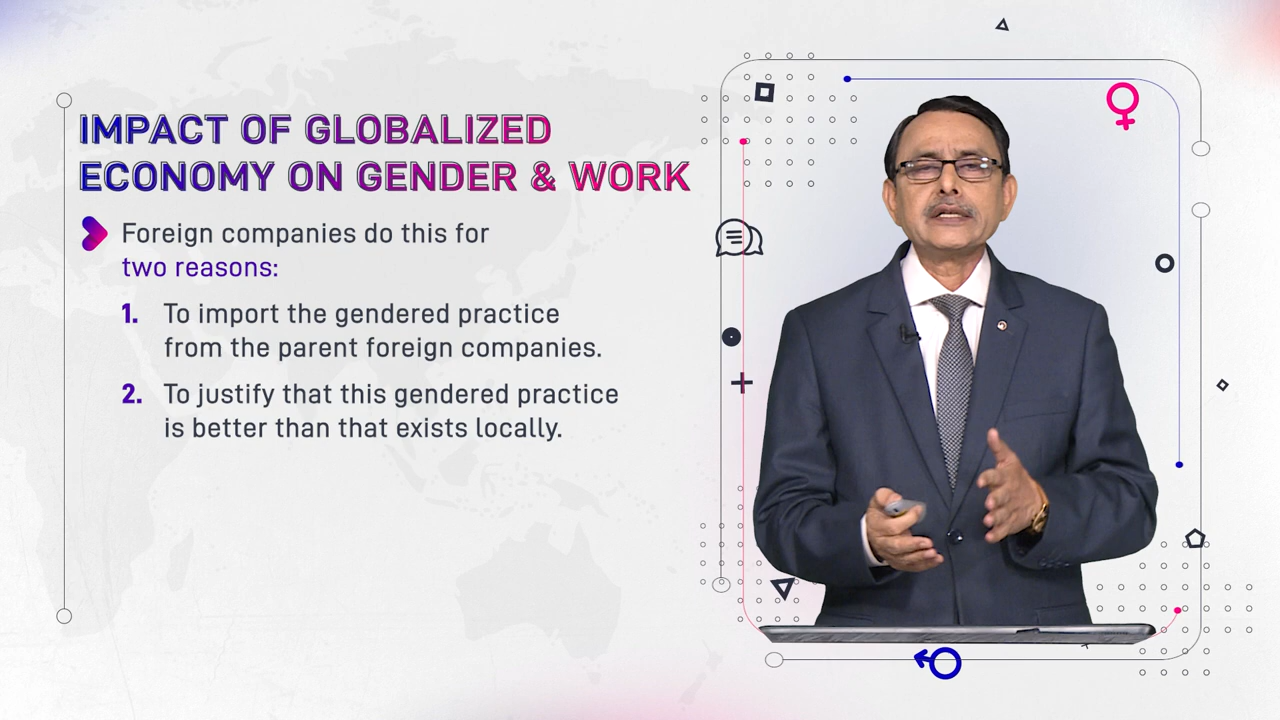 IMPACT OF GLOBALIZED
ECONOMY ON GENDER & WORK
Foreign companies do this for
two reasons:
1. To import the gendered practice
from the parent foreign companies.
2. To justify that this gendered practice
is better than that exists locally.